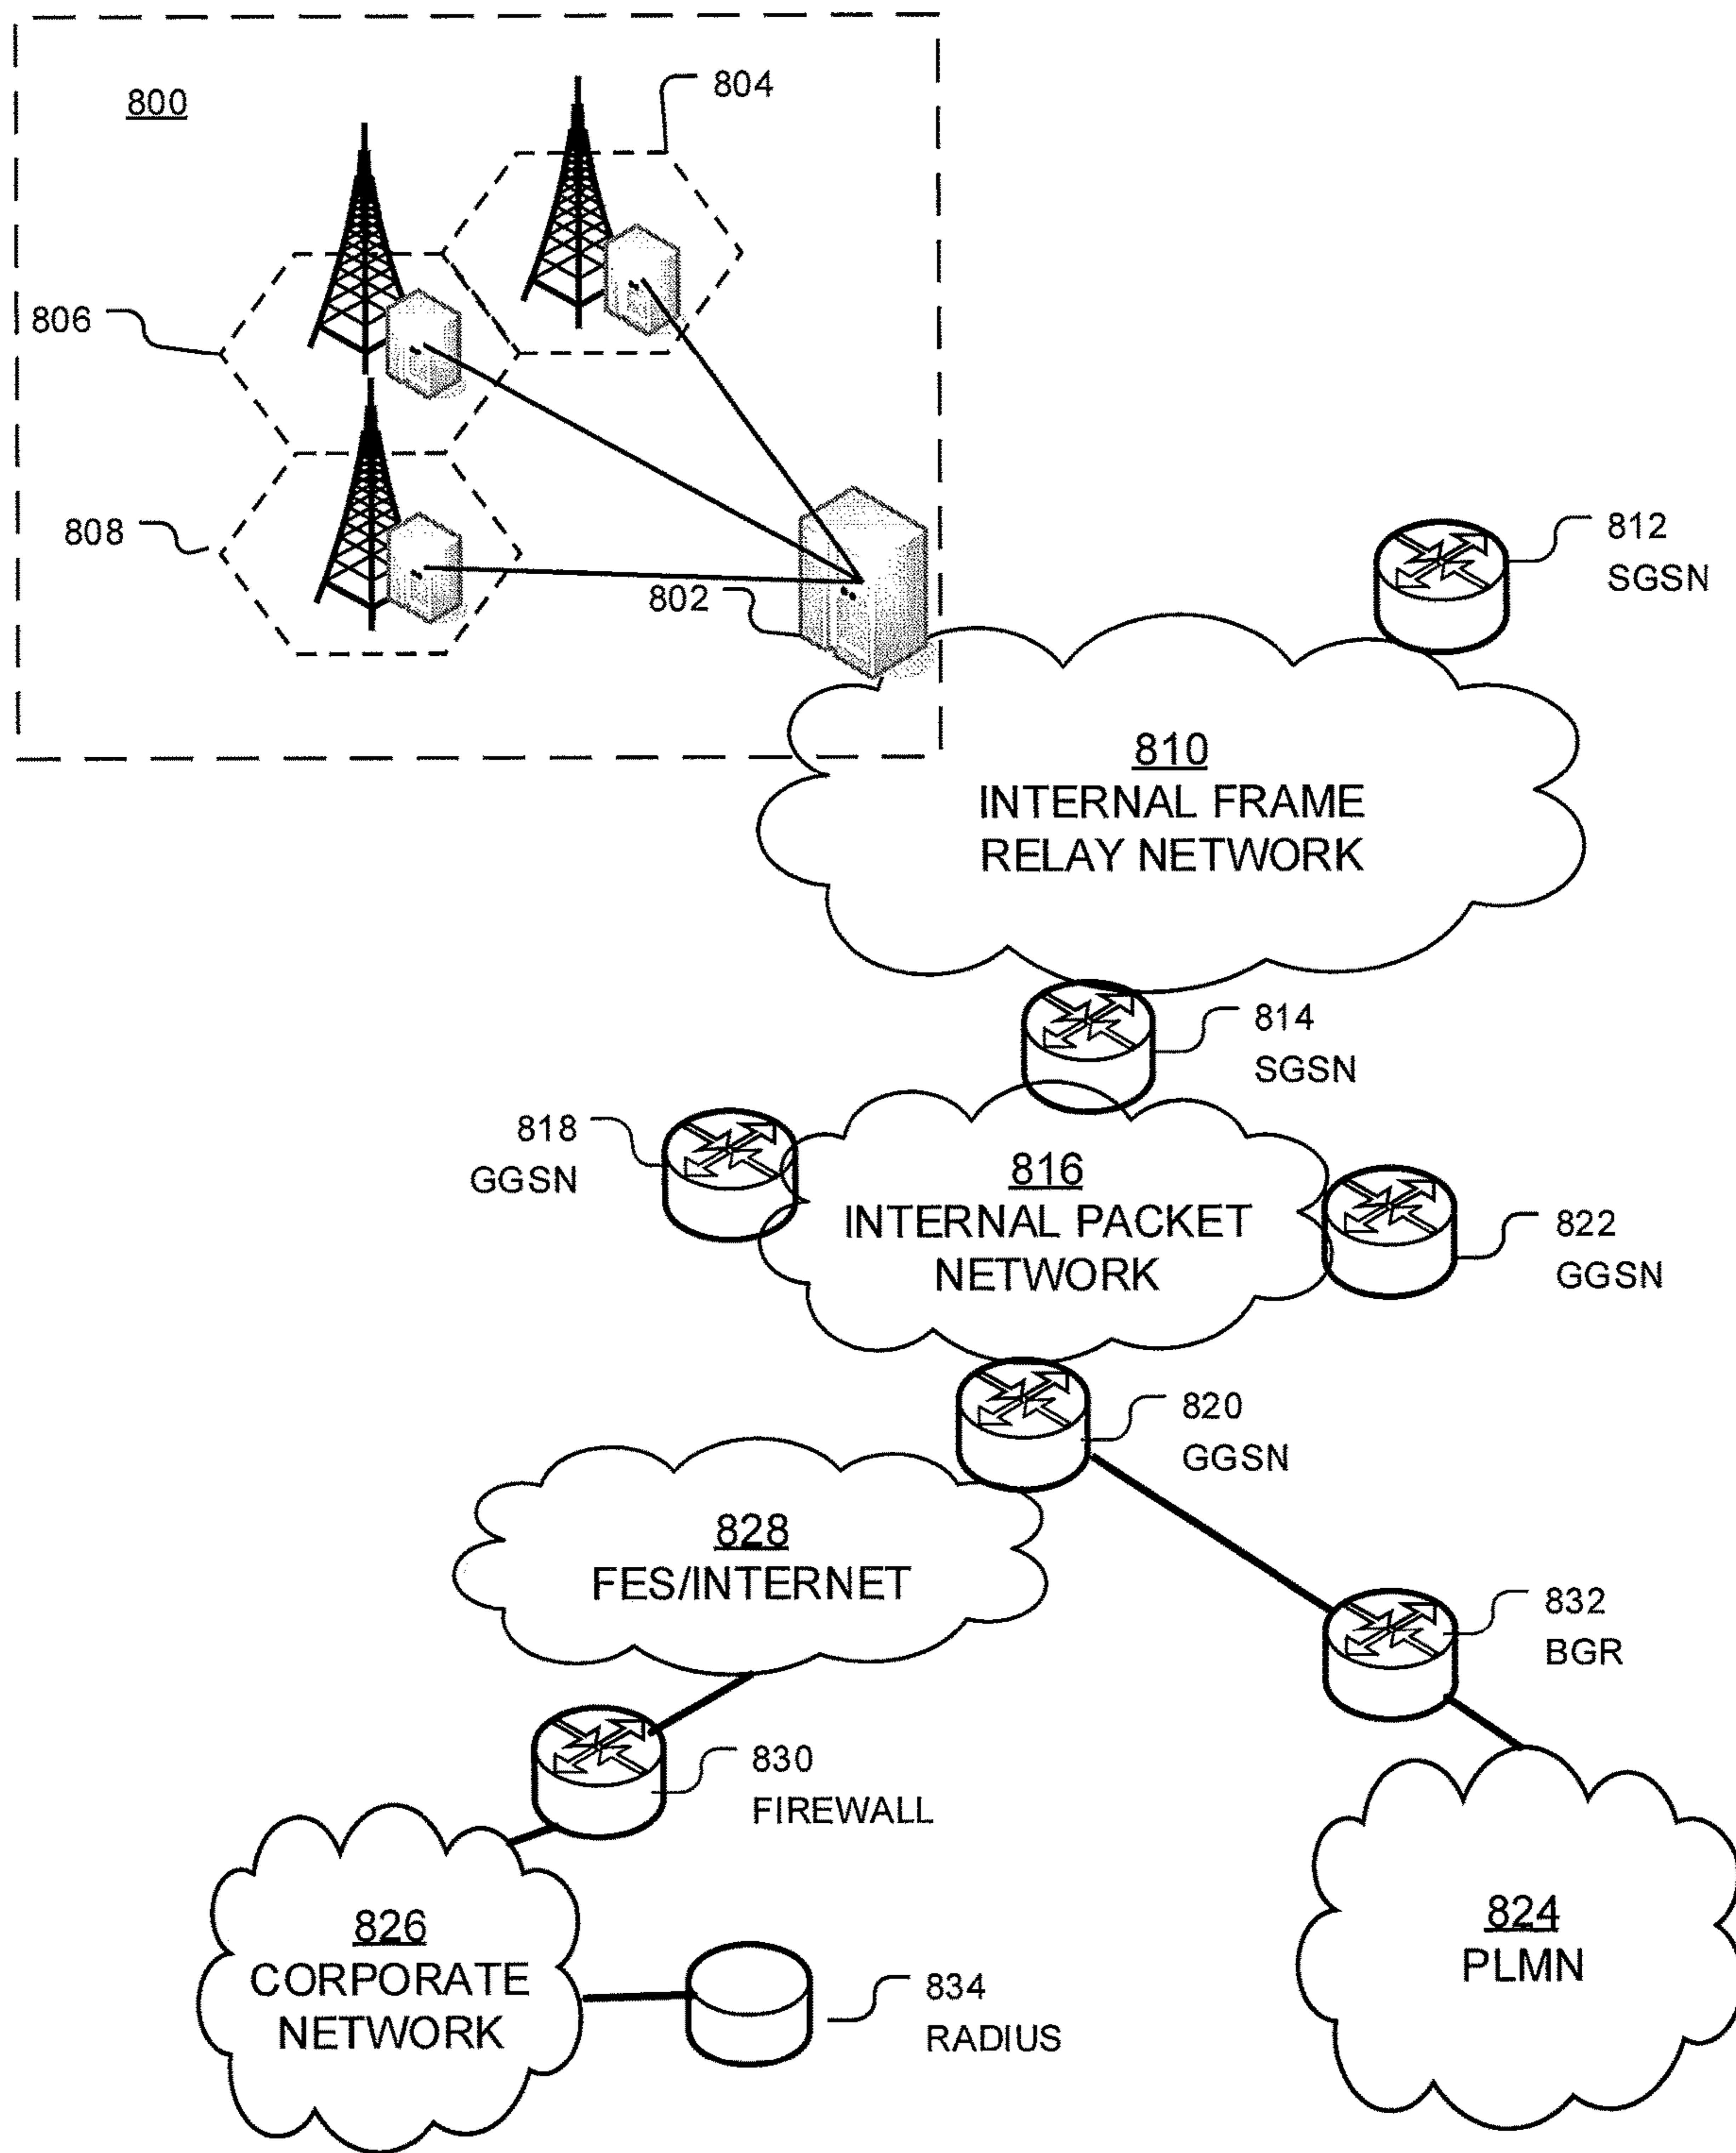 800
804
806
808
802
812
SGSN
810
INTERNAL FRAME
RELAY NETWORK
814
SGSN
818
GGSN
816
INTERNAL PACKET
NETWORK
822
GGSN
820
GGSN
828
FES/INTERNET
832
BGR
830
FIREWALL
826
CORPORATE
NETWORK
834
RADIUS
824
PLMN